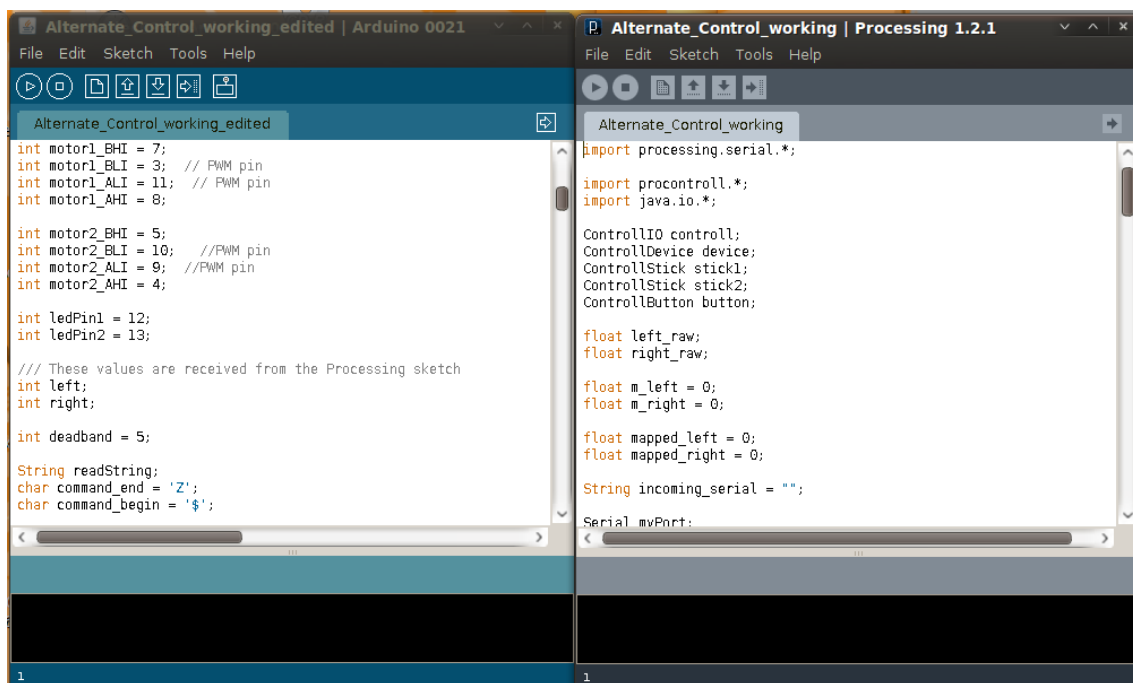 Alternate_Control_working_edited | Arduino 0021
File Edit Sketch Tools Help
Alternate_Control_working_edited
int motor1_BHI = 7;
int motor1_BLI = 3;  // PWM pin
int motor1_ALI = 11;  // PWM pin
int motor1_AHI = 8;
int motor2_BHI = 5;
int motor2_BLI = 10;   //PWM pin
int motor2_ALI = 9;  //PWM pin
int motor2_AHI = 4;
int ledPin1 = 12;
int ledPin2 = 13;
/// These values are received from the Processing sketch
int left;
int right;
int deadband = 5;
String readString;
char command_end = 'Z';
char command_begin = '$';
1
Alternate_Control_working | Processing 1.2.1
File Edit Sketch Tools Help
Alternate_Control_working
import processing.serial.*;
import procontroll.*;
import java.io.*;
ControllIO controll;
ControllDevice device;
ControllStick stick1;
ControllStick stick2;
ControllButton button;
float left_raw;
float right_raw;
float m_left = 0;
float m_right = 0;
float mapped_left = 0;
float mapped_right = 0;
String incoming_serial = "";
Serial myPort;
1